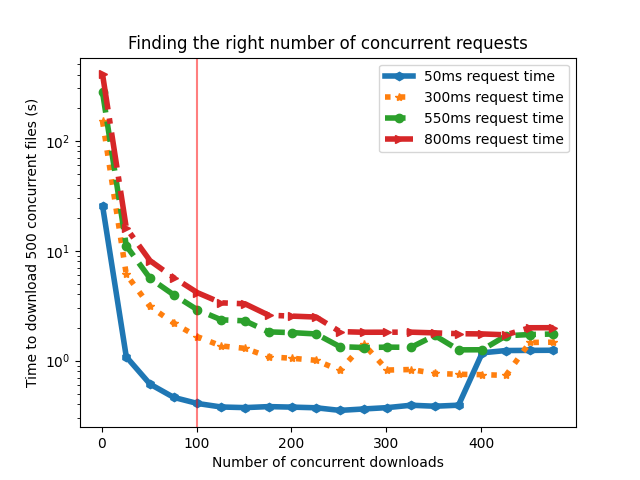 Finding the right number of concurrent requests
50ms request time
300ms request time
550ms request time
800ms request time
Time to download 500 concurrent files (s)
10²
10¹
10⁰
0 100 200 300 400
Number of concurrent downloads